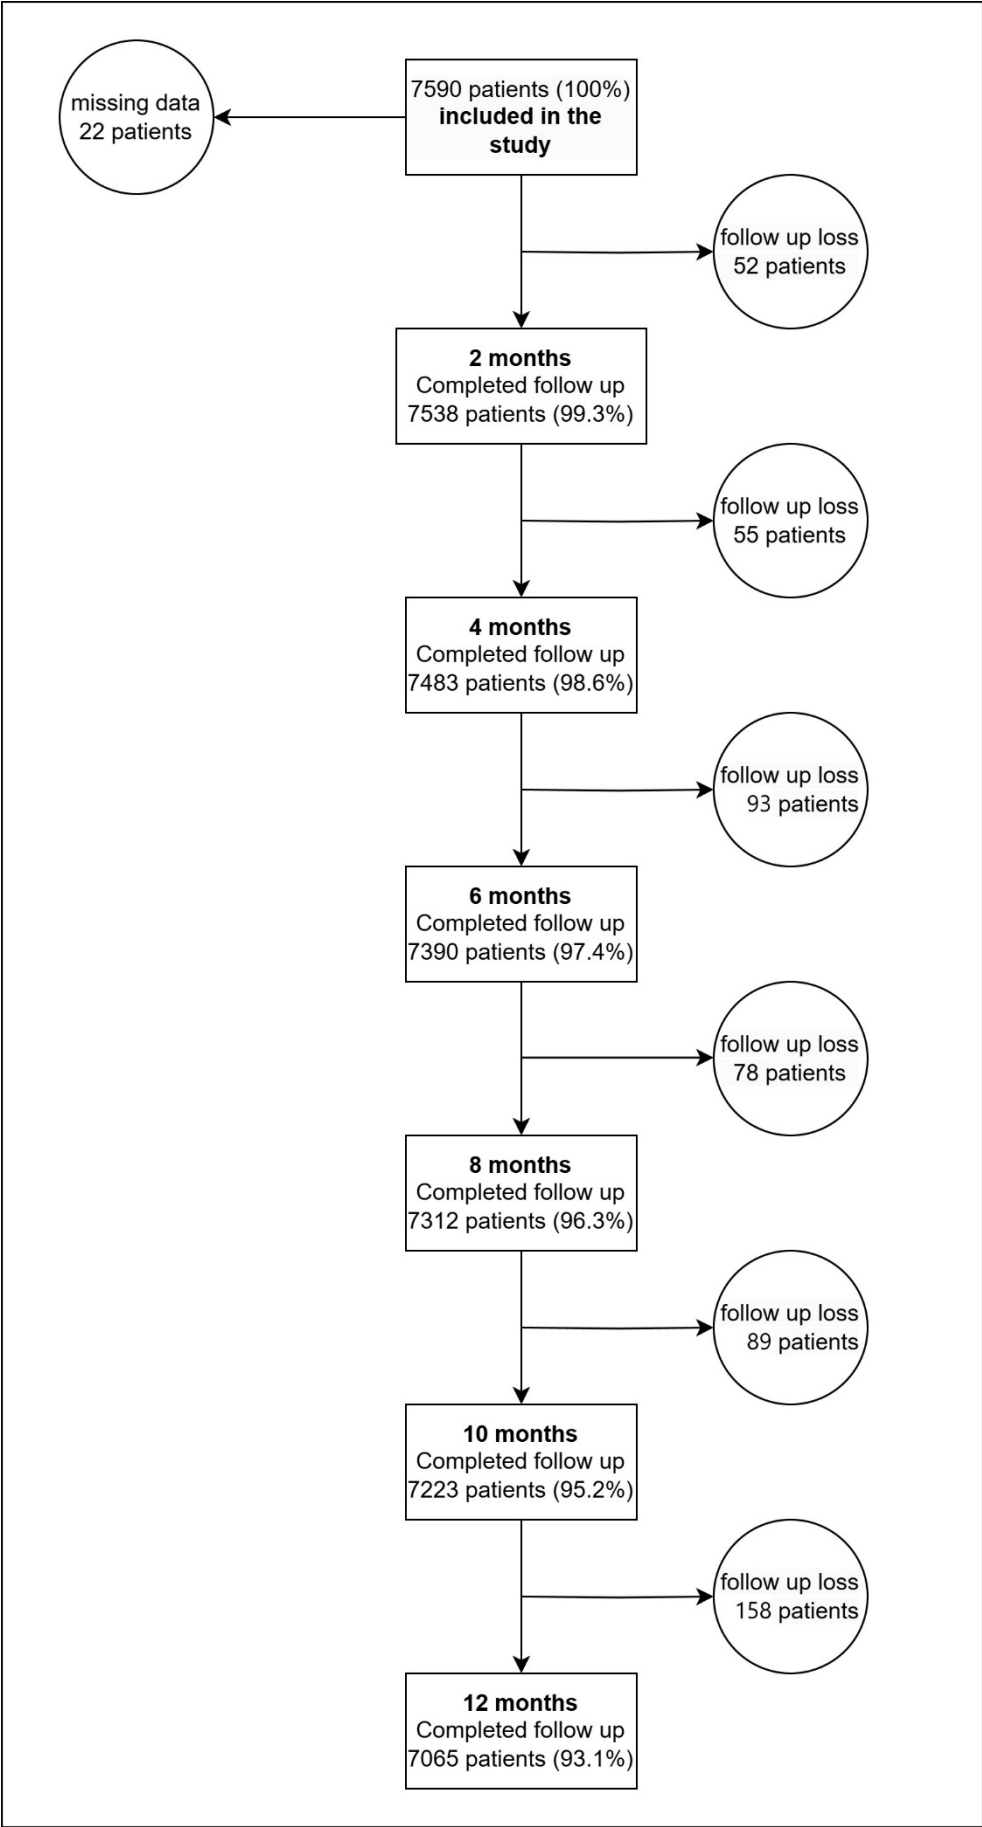 missing data
22 patients
7590 patients (100%)
included in the
study
follow up loss
52 patients
2 months
Completed follow up
7538 patients (99.3%)
follow up loss
55 patients
4 months
Completed follow up
7483 patients (98.6%)
follow up loss
93 patients
6 months
Completed follow up
7390 patients (97.4%)
follow up loss
78 patients
8 months
Completed follow up
7312 patients (96.3%)
follow up loss
89 patients
10 months
Completed follow up
7223 patients (95.2%)
follow up loss
158 patients
12 months
Completed follow up
7065 patients (93.1%)